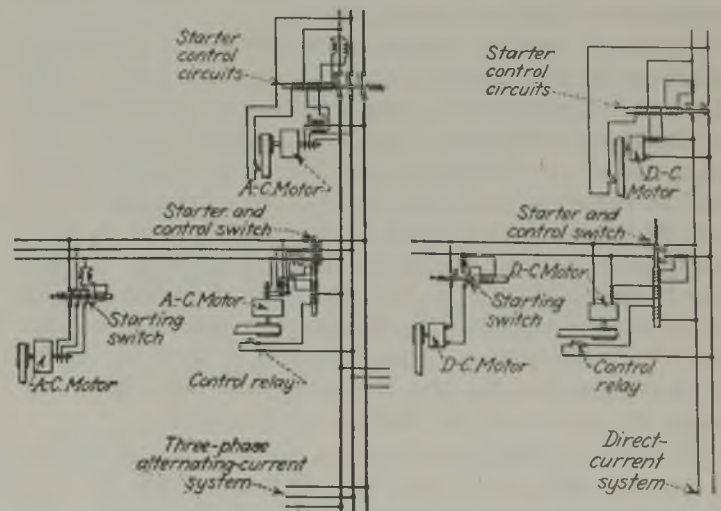 Starter
control
circuits
A-C. Motor
Starter and
control switch
A-C. Motor
Starting
switch
A-C. Motor
Control relay
Three-phase
alternating-current
system
Starter
control
circuits
D.-C.
Motor
Starter and
control switch
D-C Motor
Starting
switch
D-C. Motor
Control
relay
Direct-
current
system